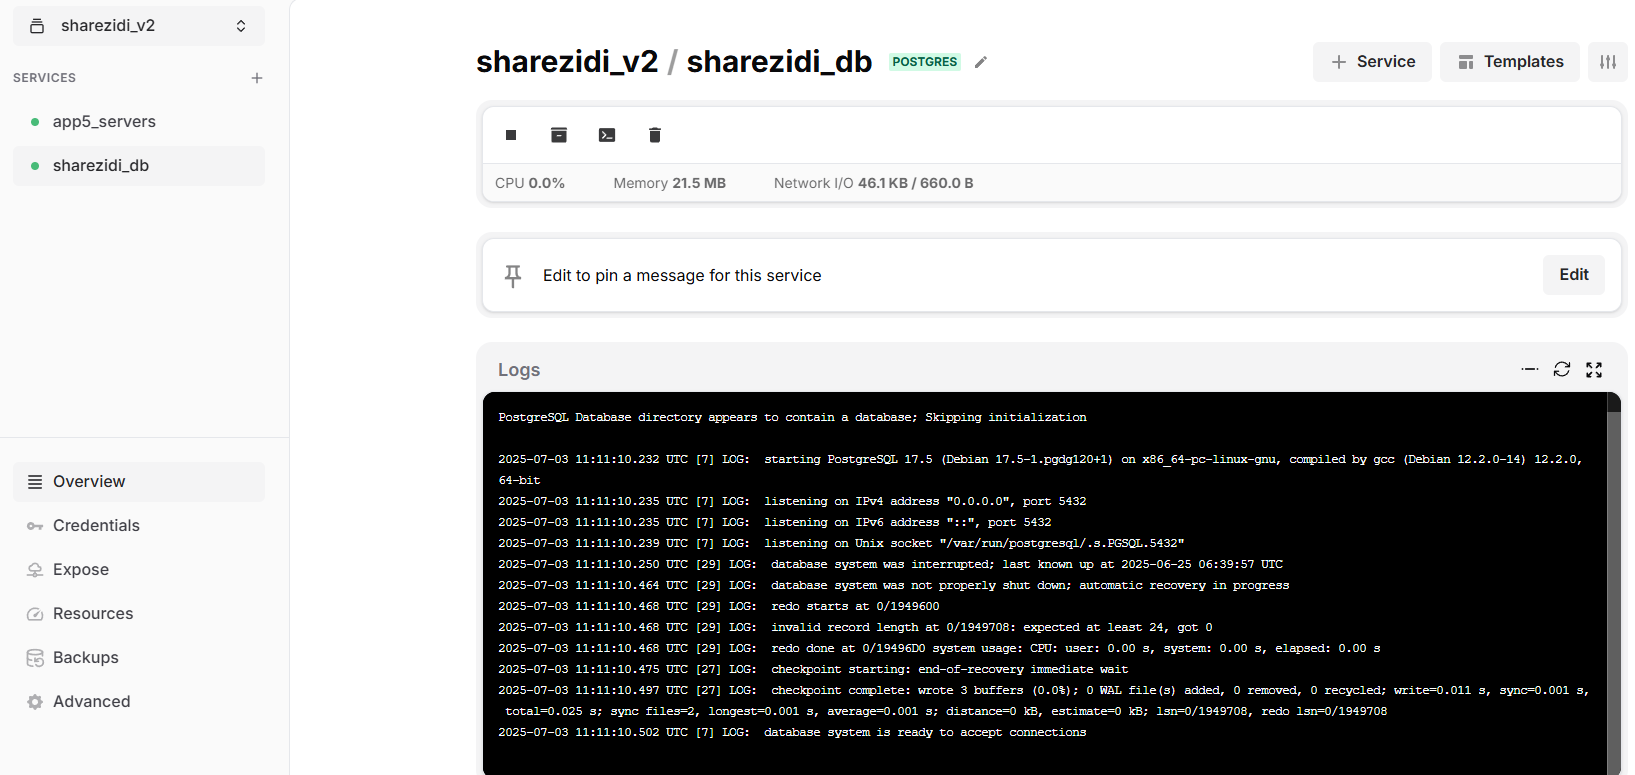 sharezidi_v2
SERVICES
app5_servers
sharezidi_db
Overview
Credentials
Expose
Resources
Backups
Advanced
sharezidi_v2 / sharezidi_db POSTGRES
Service
Templates
CPU 0.0% Memory 21.5 MB Network I/O 46.1 KB / 660.0 B
Edit to pin a message for this service
Edit
Logs
PostgreSQL Database directory appears to contain a database; Skipping initialization
2025-07-03 11:11:10.232 UTC [7] LOG:  starting PostgreSQL 17.5 (Debian 17.5-1.pgdg120+1) on x86_64-pc-linux-gnu, compiled by gcc (Debian 12.2.0-14) 12.2.0,
64-bit
2025-07-03 11:11:10.235 UTC [7] LOG:  listening on IPv4 address "0.0.0.0", port 5432
2025-07-03 11:11:10.235 UTC [7] LOG:  listening on IPv6 address "::", port 5432
2025-07-03 11:11:10.239 UTC [7] LOG:  listening on Unix socket "/var/run/postgresql/.s.PGSQL.5432"
2025-07-03 11:11:10.250 UTC [29] LOG:  database system was interrupted; last known up at 2025-06-25 06:39:57 UTC
2025-07-03 11:11:10.464 UTC [29] LOG:  database system was not properly shut down; automatic recovery in progress
2025-07-03 11:11:10.468 UTC [29] LOG:  redo starts at 0/1949600
2025-07-03 11:11:10.468 UTC [29] LOG:  invalid record length at 0/1949708: expected at least 24, got 0
2025-07-03 11:11:10.468 UTC [29] LOG:  redo done at 0/19496D0 system usage: CPU: user: 0.00 s, system: 0.00 s, elapsed: 0.00 s
2025-07-03 11:11:10.475 UTC [27] LOG:  checkpoint starting: end-of-recovery immediate wait
2025-07-03 11:11:10.497 UTC [27] LOG:  checkpoint complete: wrote 3 buffers (0.0%); 0 WAL file(s) added, 0 removed, 0 recycled; write=0.011 s, sync=0.001 s,
total=0.025 s; sync files=2, longest=0.001 s, average=0.001 s; distance=0 kB, estimate=0 kB; lsn=0/1949708, redo lsn=0/1949708
2025-07-03 11:11:10.502 UTC [7] LOG:  database system is ready to accept connections